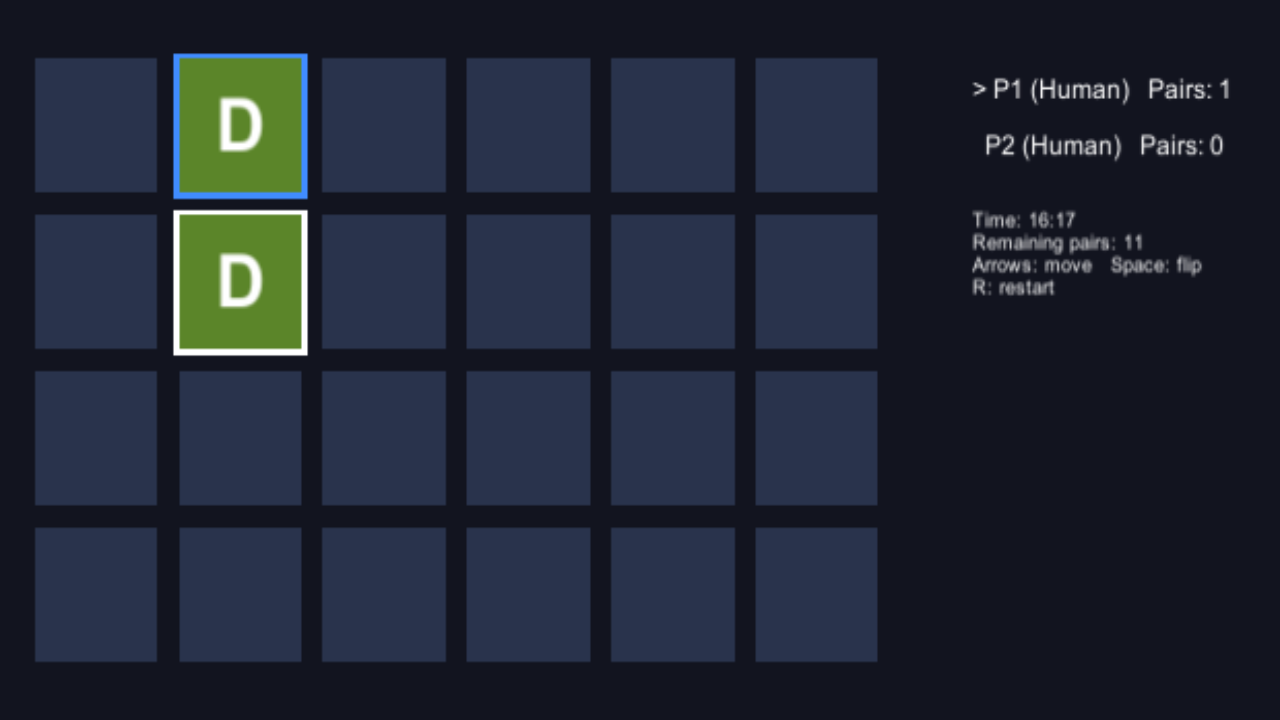 D
D
> P1 (Human) Pairs: 1
P2 (Human) Pairs: 0
Time: 16:17
Remaining pairs: 11
Arrows: move Space: flip
R: restart